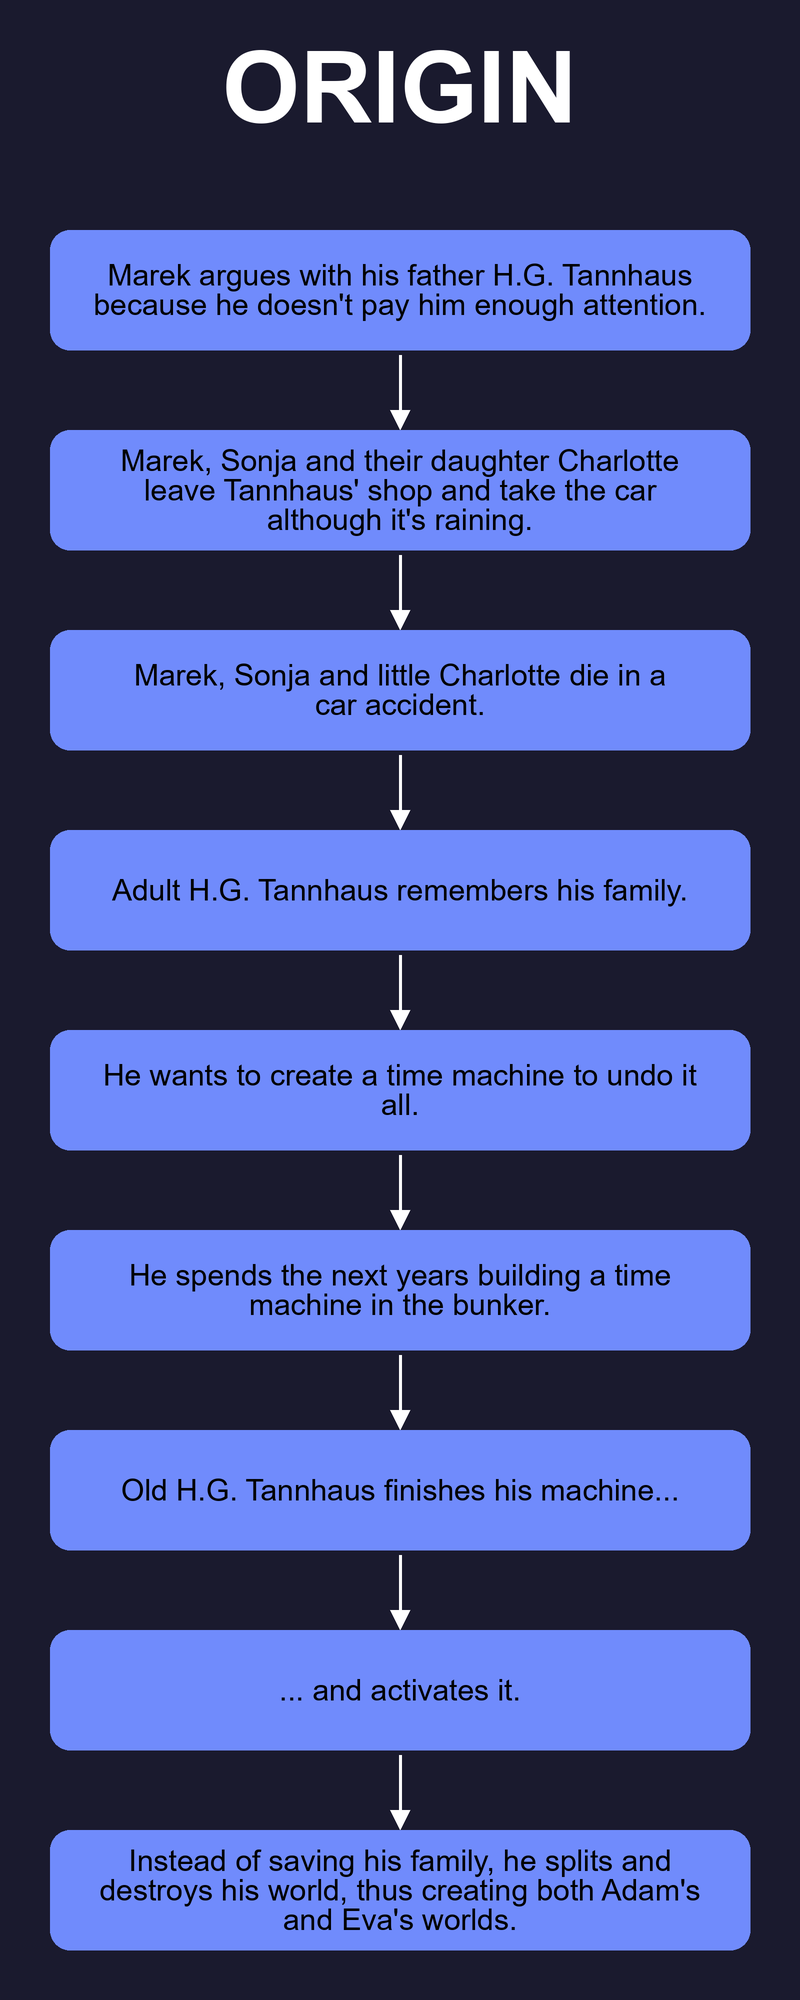 ORIGIN
Marek argues with his father H.G. Tannhaus
because he doesn't pay him enough attention.
Marek, Sonja and their daughter Charlotte
leave Tannhaus' shop and take the car
although it's raining.
Marek, Sonja and little Charlotte die in a
car accident.
Adult H.G. Tannhaus remembers his family.
He wants to create a time machine to undo it
all.
He spends the next years building a time
machine in the bunker.
Old H.G. Tannhaus finishes his machine...
... and activates it.
Instead of saving his family, he splits and
destroys his world, thus creating both Adam's
and Eva's worlds.